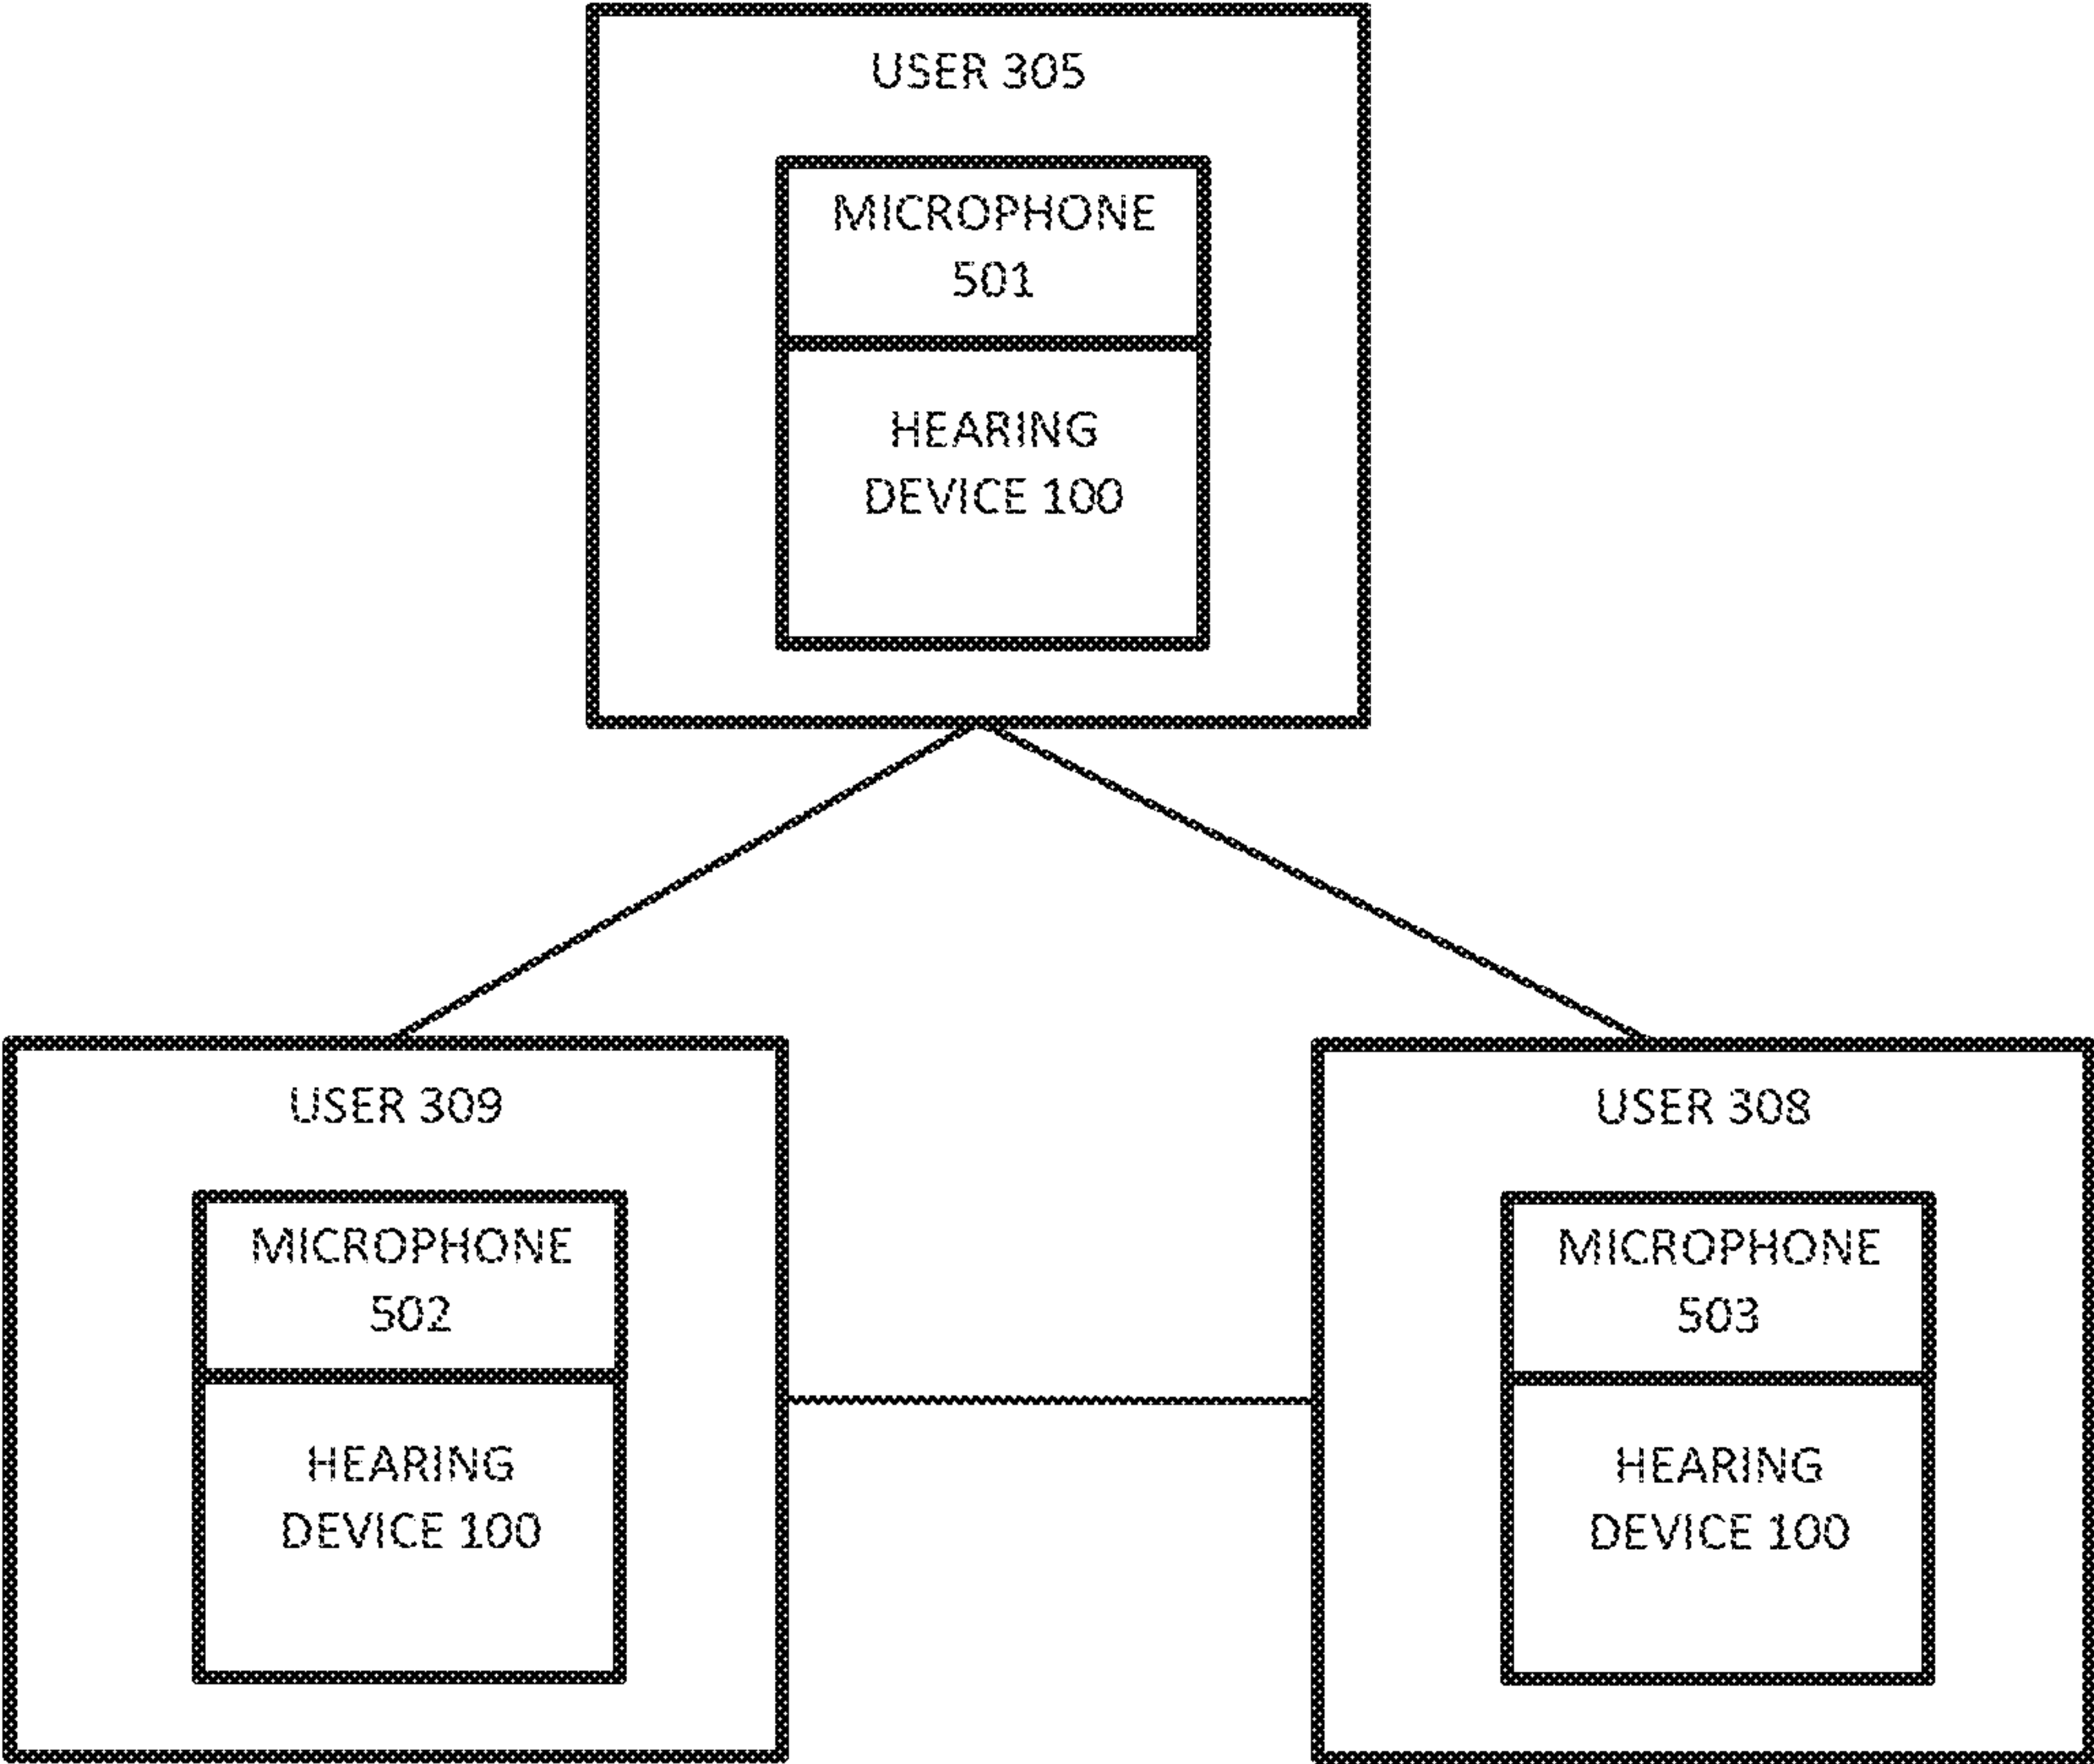 USER 305
MICROPHONE
501
HEARING
DEVICE 100
USER 309
MICROPHONE
502
HEARING
DEVICE 100
USER 308
MICROPHONE
503
HEARING
DEVICE 100